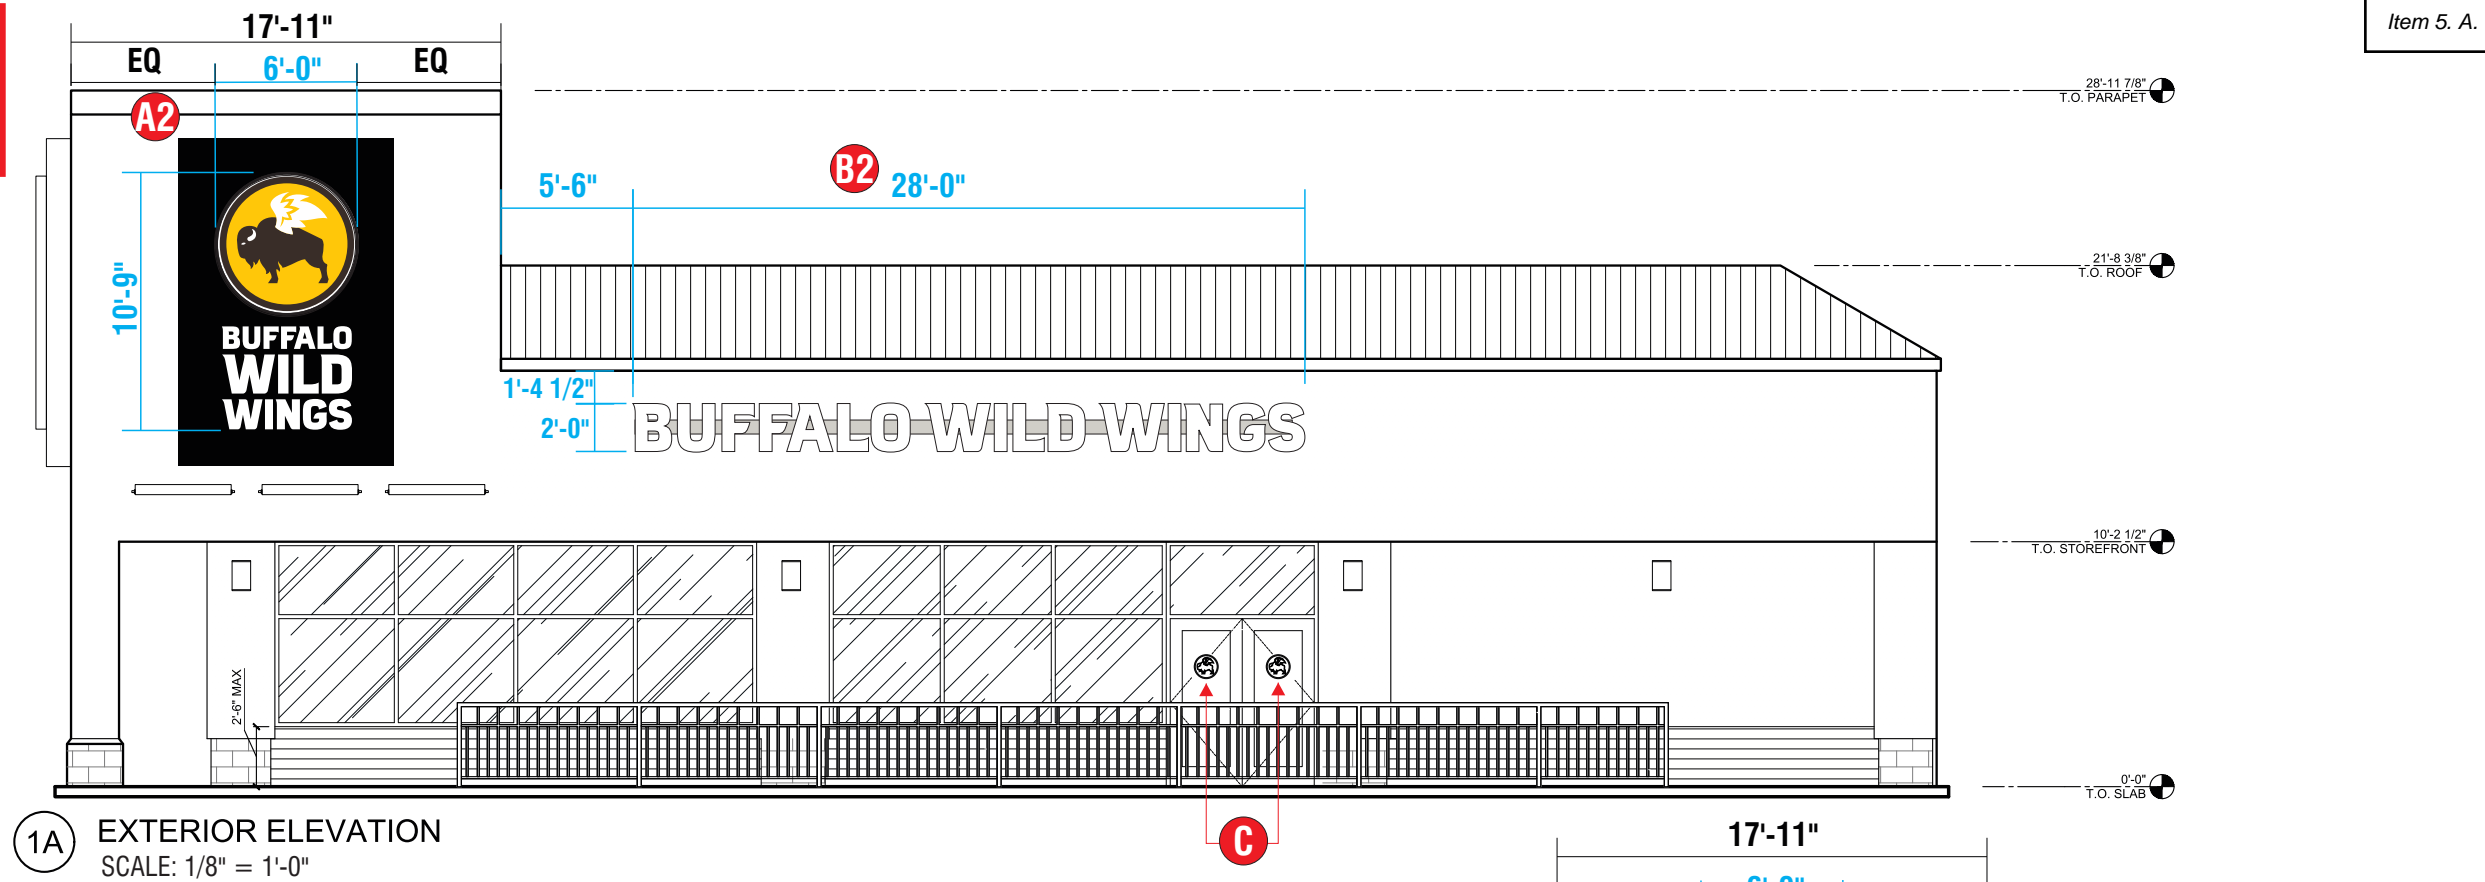 Item 5. A.
17'-11"
EQ 6'-0" EQ
28'-11 7/8"
T.O. PARAPET
A2
B2
5'-6" 28'-0"
10'-9"
21'-8 3/8"
T.O. ROOF
BUFFALO
WILD
WINGS
1'-4 1/2"
2'-0"
BUFFALO WILD WINGS
10'-2 1/2"
T.O. STOREFRONT
2'-6" MAX
0'-0"
T.O. SLAB
C
1A EXTERIOR ELEVATION
SCALE: 1/8" = 1'-0"
17'-11"